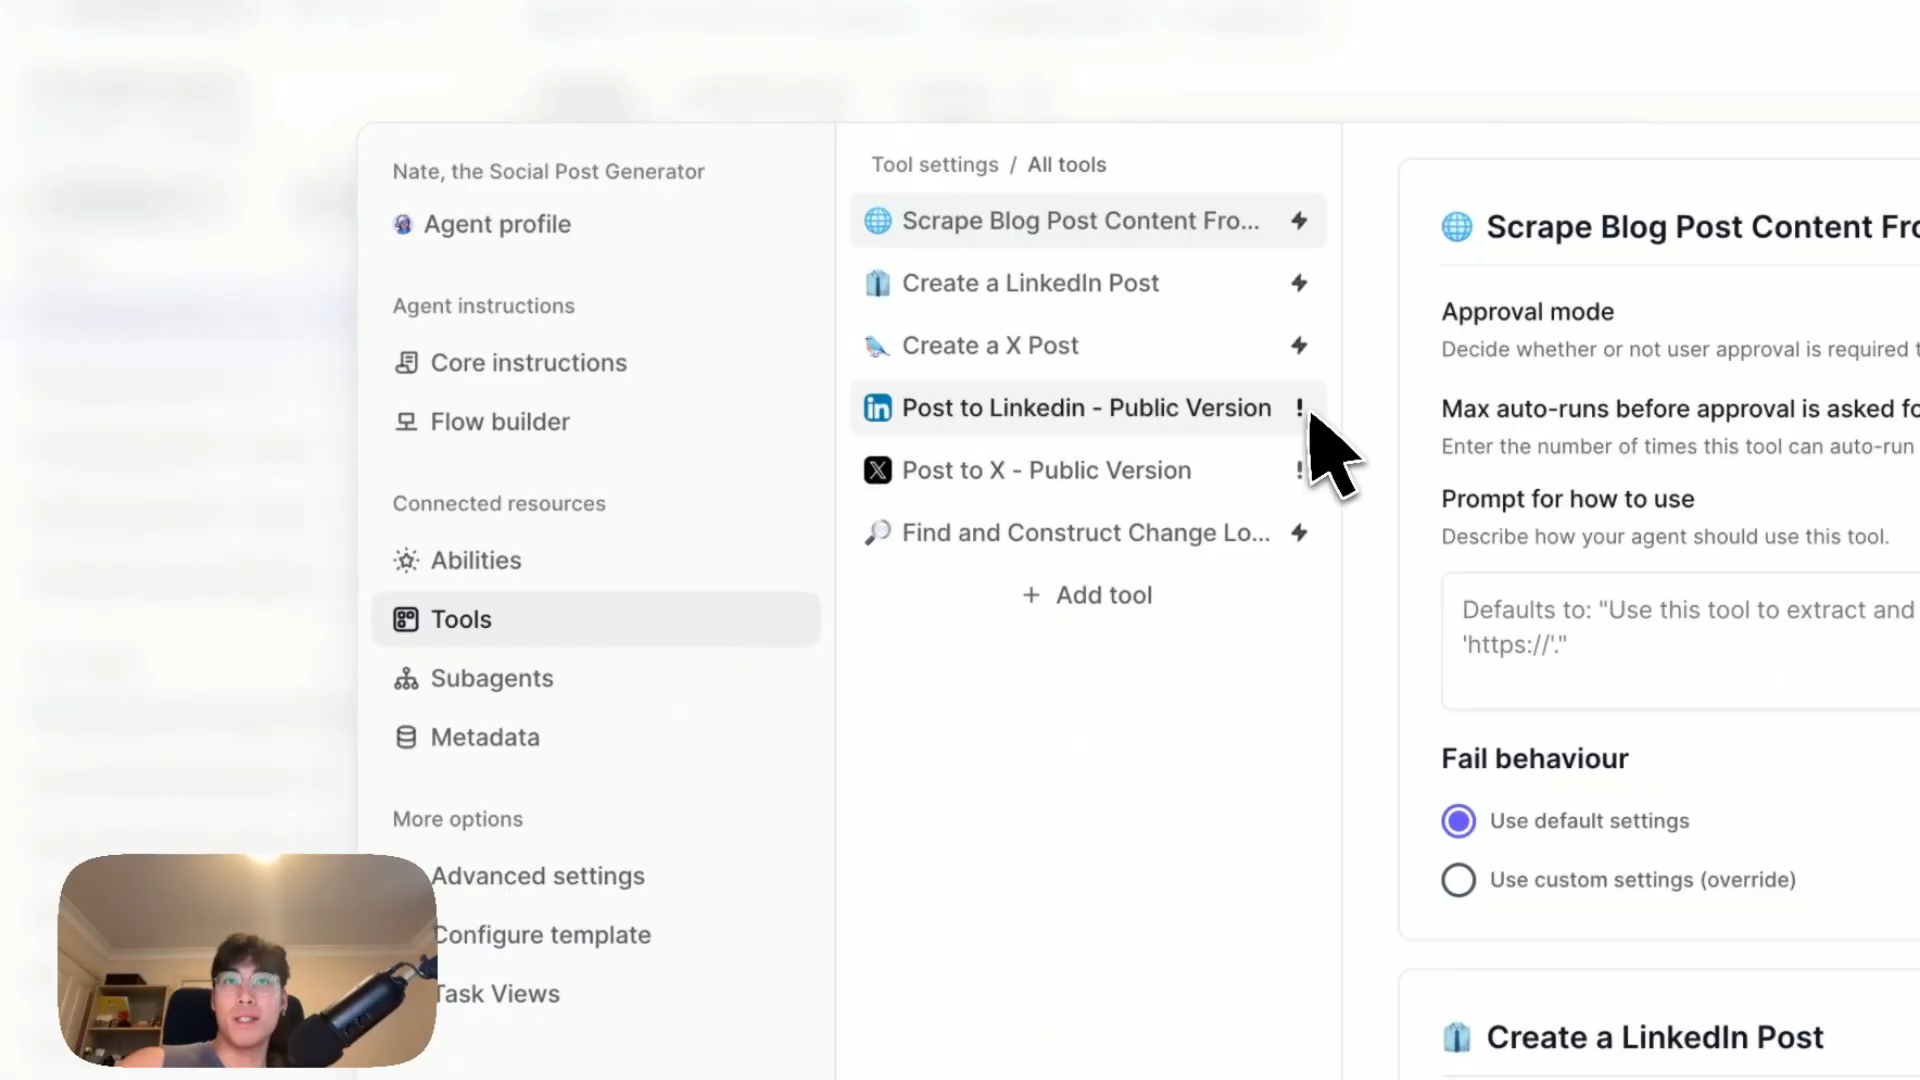 Nate, the Social Post Generator
Agent profile
Agent instructions
Core instructions
Flow builder
Connected resources
Abilities
Tools
Subagents
Metadata
More options
Advanced settings
Configure template
Task Views
Tool settings / All tools
Scrape Blog Post Content Fro...
Create a LinkedIn Post
Create a X Post
Post to Linkedin - Public Version
Post to X - Public Version
Find and Construct Change Lo...
+ Add tool
Scrape Blog Post Content Fro
Approval mode
Decide whether or not user approval is required
Max auto-runs before approval is asked fo
Enter the number of times this tool can auto-run
Prompt for how to use
Describe how your agent should use this tool.
Defaults to: "Use this tool to extract and
'https://'."
Fail behaviour
Use default settings
Use custom settings (override)
Create a LinkedIn Post